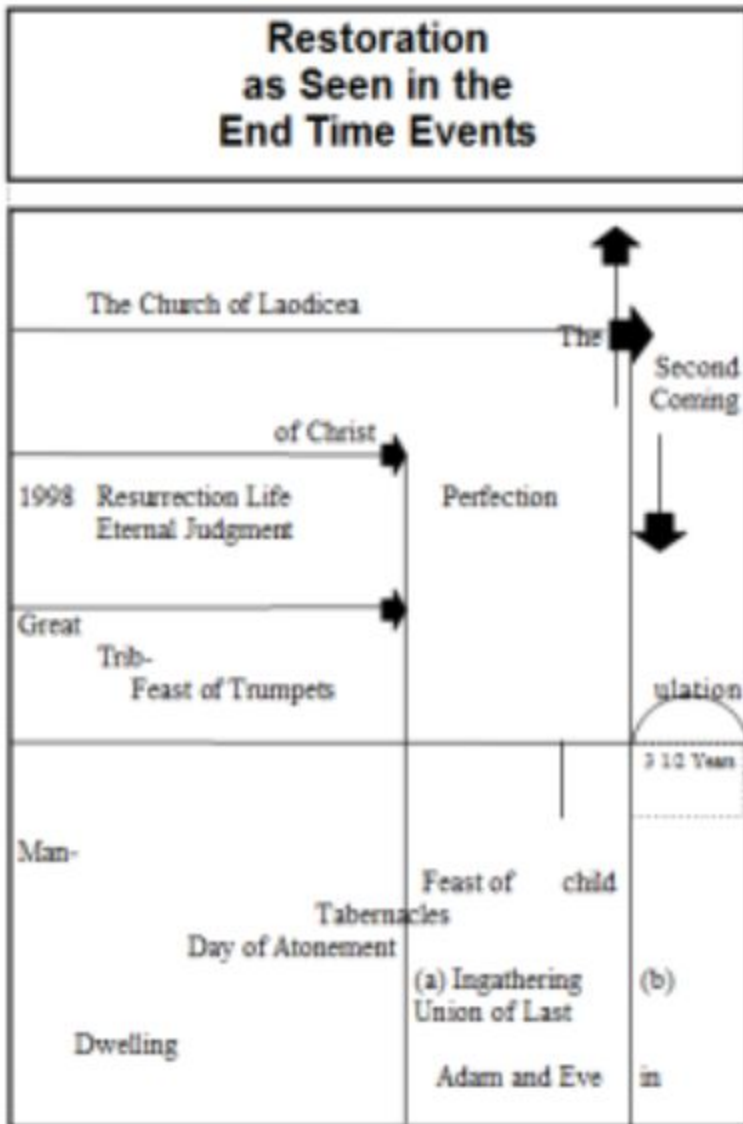 Restoration
as Seen in the
End Time Events
The Church of Laodicea
The
Second
Coming
of Christ
1998 Resurrection Life
Eternal Judgment
Perfection
Great
Trib-
Feast of Trumpets
ulation
1/2 Years
Man-
Feast of child
Tabernacles
Day of Atonement
(a) Ingathering (b)
Union of Last
Dwelling
Adam and Eve in